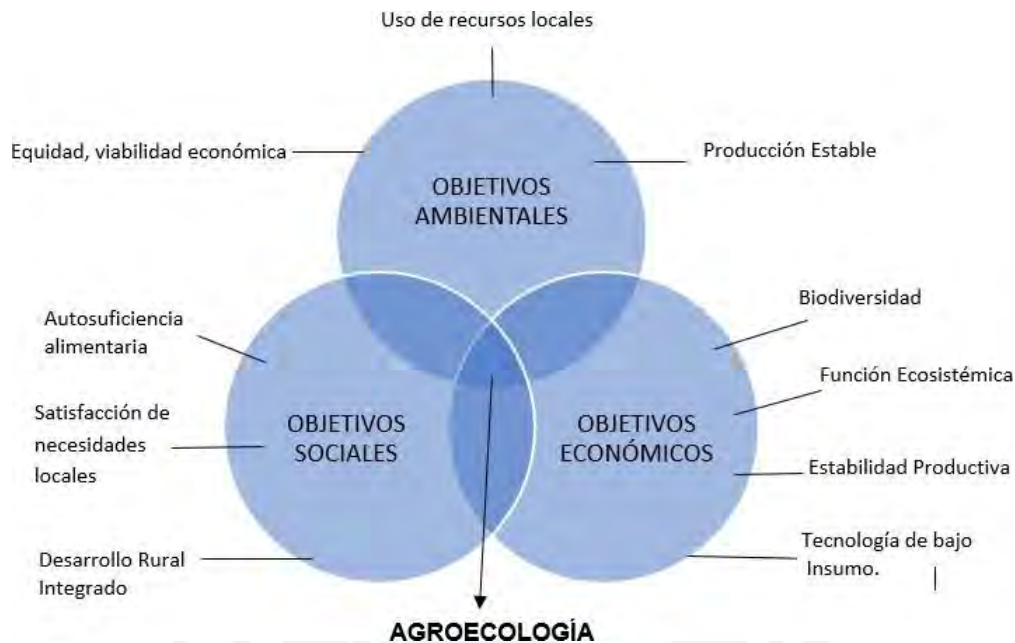 Uso de recursos locales
Equidad, viabilidad económica
Producción Estable
OBJETIVOS
AMBIENTALES
Autosuficiencia
alimentaria
Satisfacción de
necesidades
locales
Desarrollo Rural
Integrado
OBJETIVOS
SOCIALES
OBJETIVOS
ECONÓMICOS
Biodiversidad
Función Ecosistémica
Estabilidad Productiva
Tecnología de bajo
Insumo.
AGROECOLOGÍA